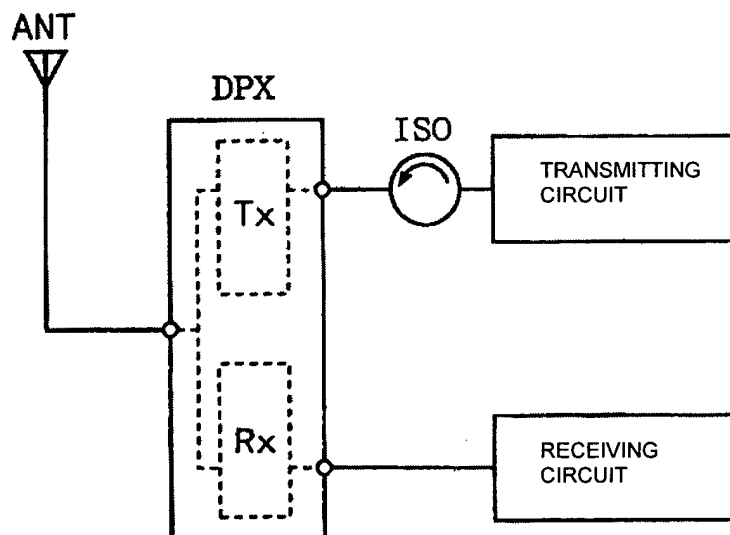 ANT
DPX
ISO
TRANSMITTING
CIRCUIT
Tx
Rx
RECEIVING
CIRCUIT